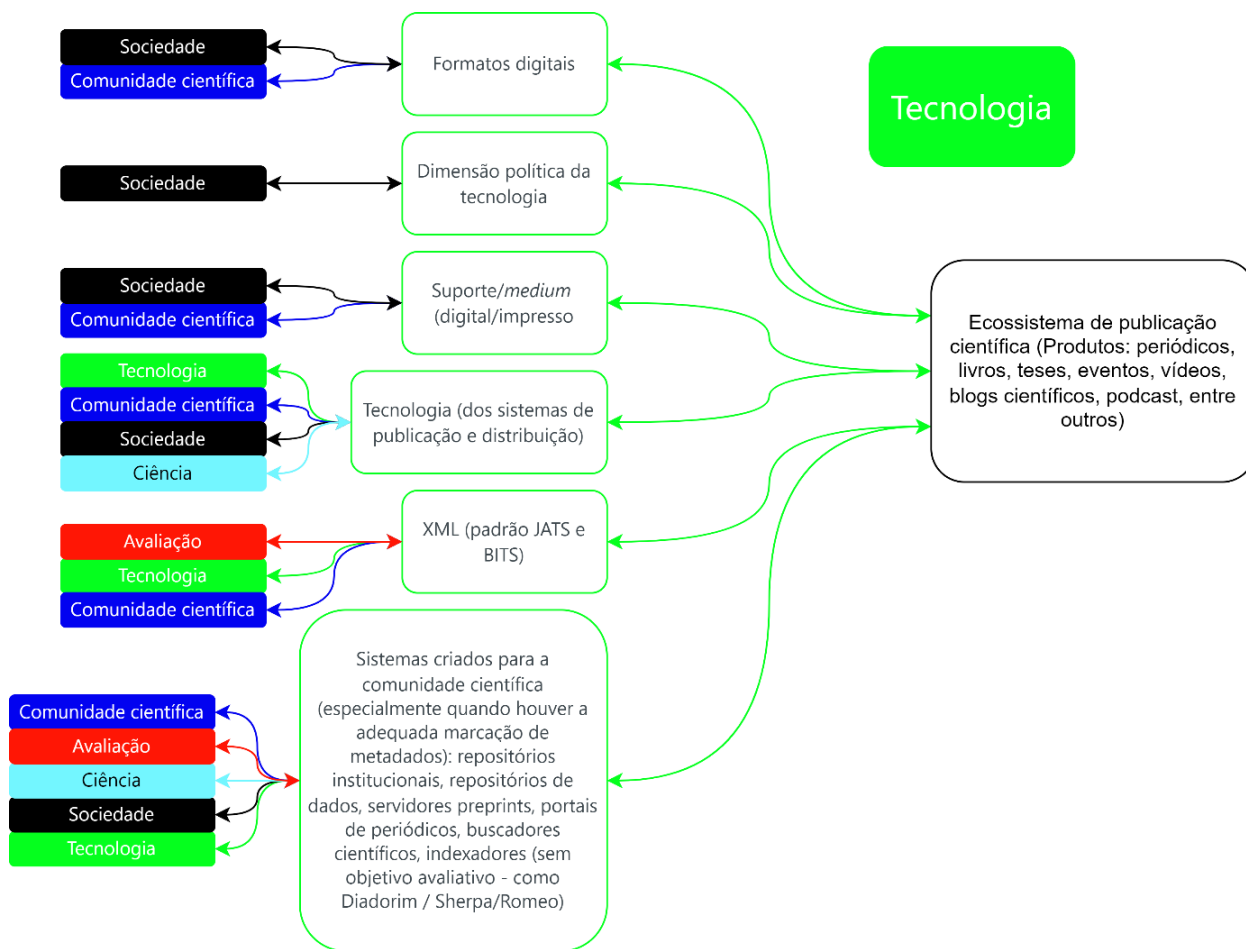 Sociedade
Comunidade científica
Formatos digitais
Tecnologia
Sociedade
Dimensão política da
tecnologia
Sociedade
Comunidade científica
Suporte/medium
(digital/impresso
Tecnologia
Comunidade científica
Sociedade
Ciência
Tecnologia (dos sistemas de
publicação e distribuição)
Ecossistema de publicação
científica (Produtos: periódicos,
livros, teses, eventos, vídeos,
blogs científicos, podcast, entre
outros)
Avaliação
Tecnologia
Comunidade científica
XML (padrão JATS e
BITS)
Comunidade científica
Avaliação
Ciência
Sociedade
Tecnologia
Sistemas criados para a
comunidade científica
(especialmente quando houver a
adequada marcação de
metadados): repositórios
institucionais, repositórios de
dados, servidores preprints, portais
de periódicos, buscadores
científicos, indexadores (sem
objetivo avaliativo - como
Diadorim / Sherpa/Romeo)